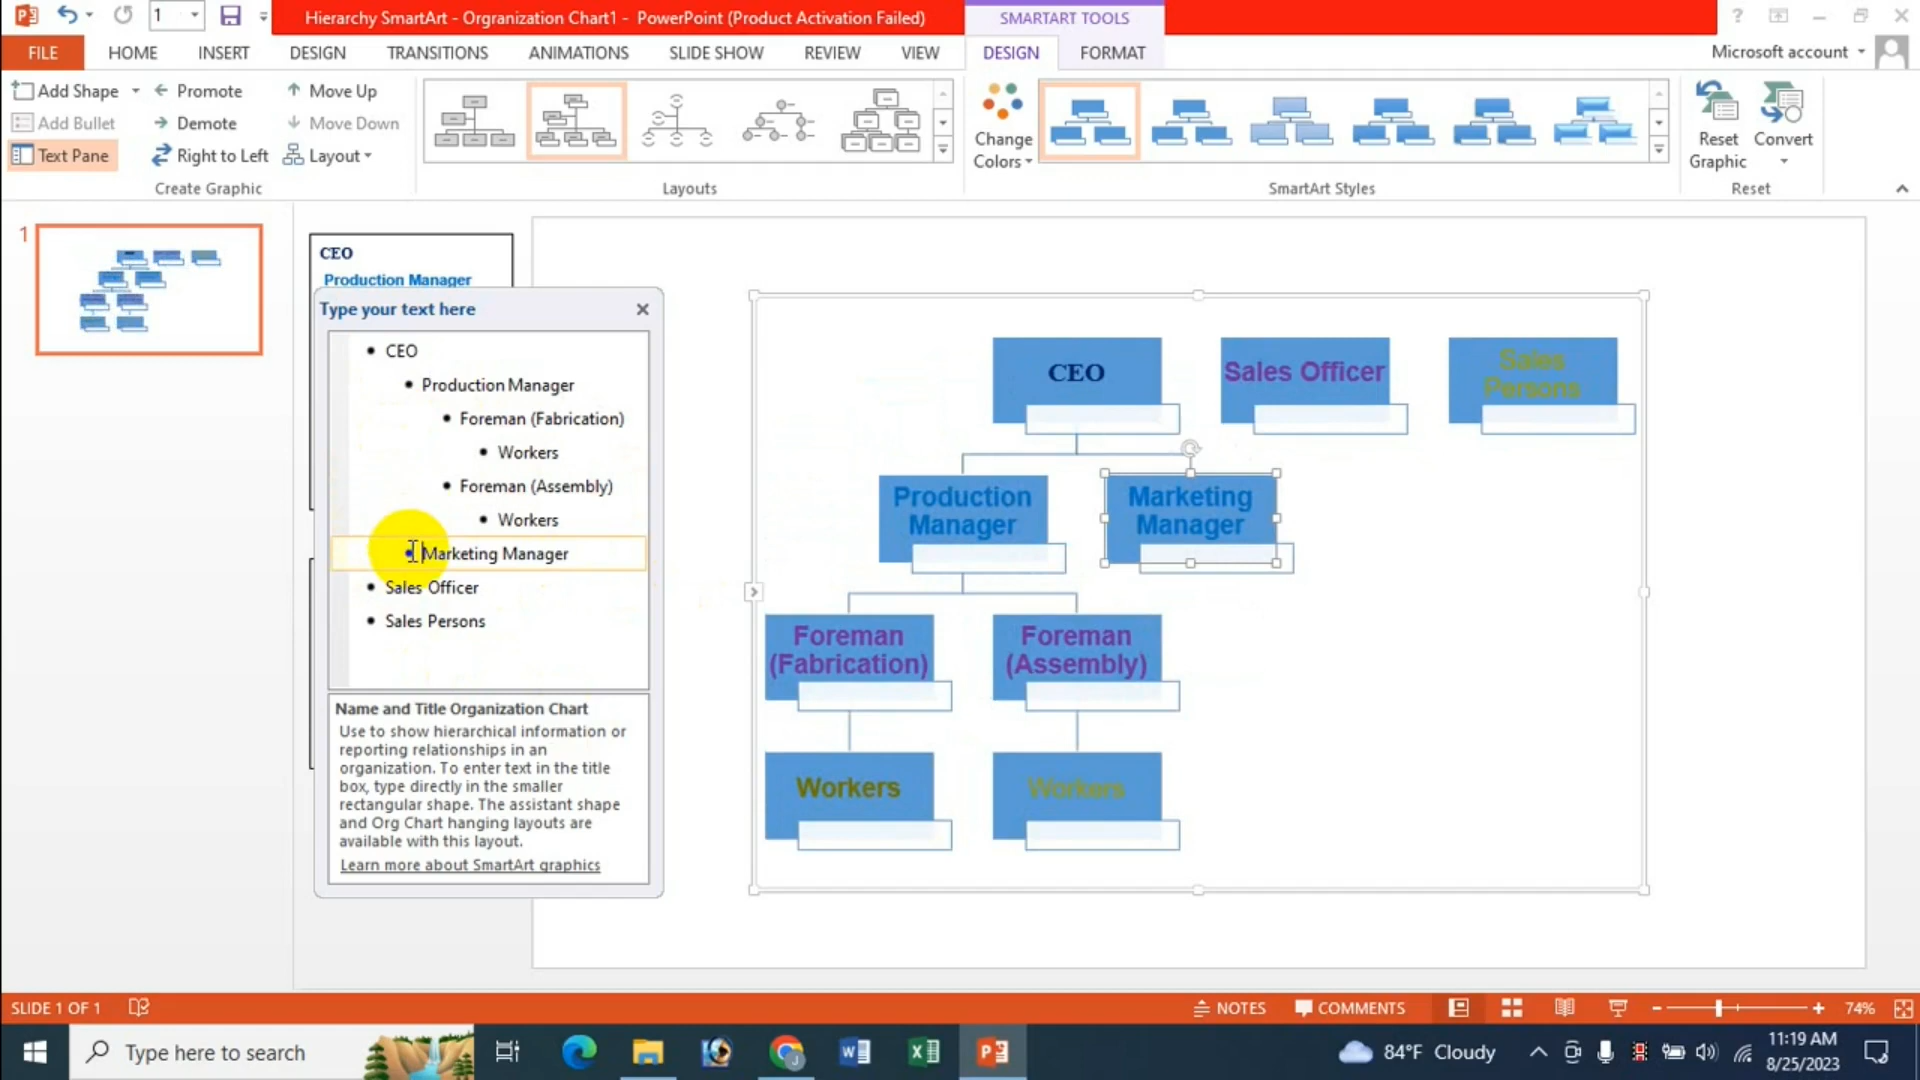 1
Hierarchy SmartArt - Orgranization Chart1 - PowerPoint (Product Activation Failed)
SMARTART TOOLS
?
FILE
HOME
INSERT
DESIGN
TRANSITIONS
ANIMATIONS
SLIDE SHOW
REVIEW
VIEW
DESIGN
FORMAT
Microsoft account
Add Shape
Promote
Move Up
Add Bullet
Demote
Move Down
Text Pane
Right to Left
Layout
Create Graphic
Layouts
Change
Colors
SmartArt Styles
Reset
Graphic
Convert
Reset
1
CEO
Production Manager
Type your text here
CEO
Production Manager
Foreman (Fabrication)
Workers
Foreman (Assembly)
Workers
Marketing Manager
Sales Officer
Sales Persons
Name and Title Organization Chart
Use to show hierarchical information or
reporting relationships in an
organization. To enter text in the title
box, type directly in the smaller
rectangular shape. The assistant shape
and Org Chart hanging layouts are
available with this layout.
Learn more about SmartArt graphics
CEO
Sales Officer
Sales
Persons
Production
Manager
Marketing
Manager
Foreman
(Fabrication)
Foreman
(Assembly)
Workers
Workers
SLIDE 1 OF 1
NOTES
COMMENTS
74%
Type here to search
84°F Cloudy
11:19 AM
8/25/2023